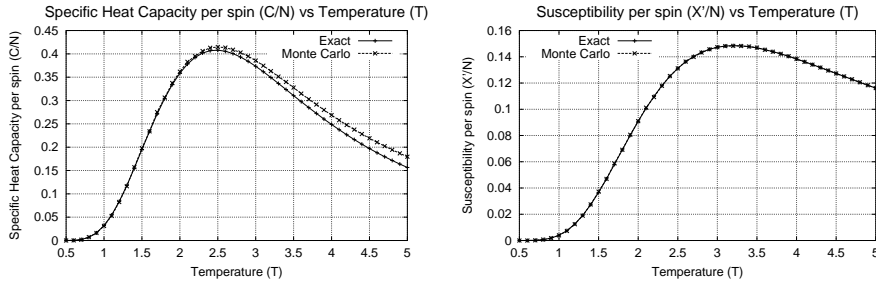 Specific Heat Capacity per spin (C/N) vs Temperature (T)
Specific Heat Capacity per spin (C/N)
0.45
0.4
0.35
0.3
0.25
0.2
0.15
0.1
0.05
0
Exact
Monte Carlo
0.5 1 1.5 2 2.5 3 3.5 4 4.5 5
Temperature (T)
Susceptibility per spin (X'/N) vs Temperature (T)
Susceptibility per spin (X'/N)
0.16
0.14
0.12
0.1
0.08
0.06
0.04
0.02
0
Exact
Monte Carlo
0.5 1 1.5 2 2.5 3 3.5 4 4.5 5
Temperature (T)